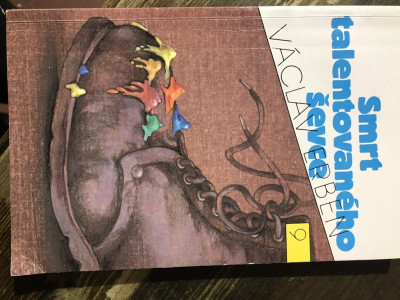 VÁCLAV ERBEN
Smrt
talentovaného
ševce
9